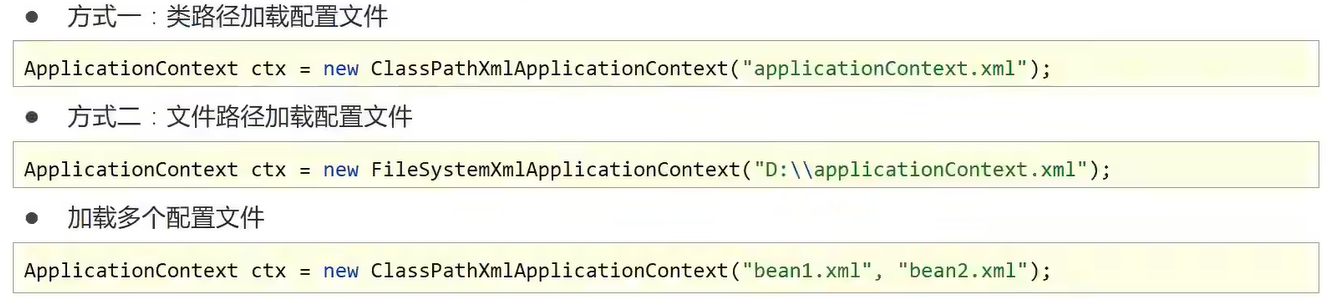 ● 方式一：类路径加载配置文件
ApplicationContext ctx = new ClassPathXmlApplicationContext("applicationContext.xml");
● 方式二：文件路径加载配置文件
ApplicationContext ctx = new FileSystemXmlApplicationContext("D:\\applicationContext.xml");
● 加载多个配置文件
ApplicationContext ctx = new ClassPathXmlApplicationContext("bean1.xml", "bean2.xml");